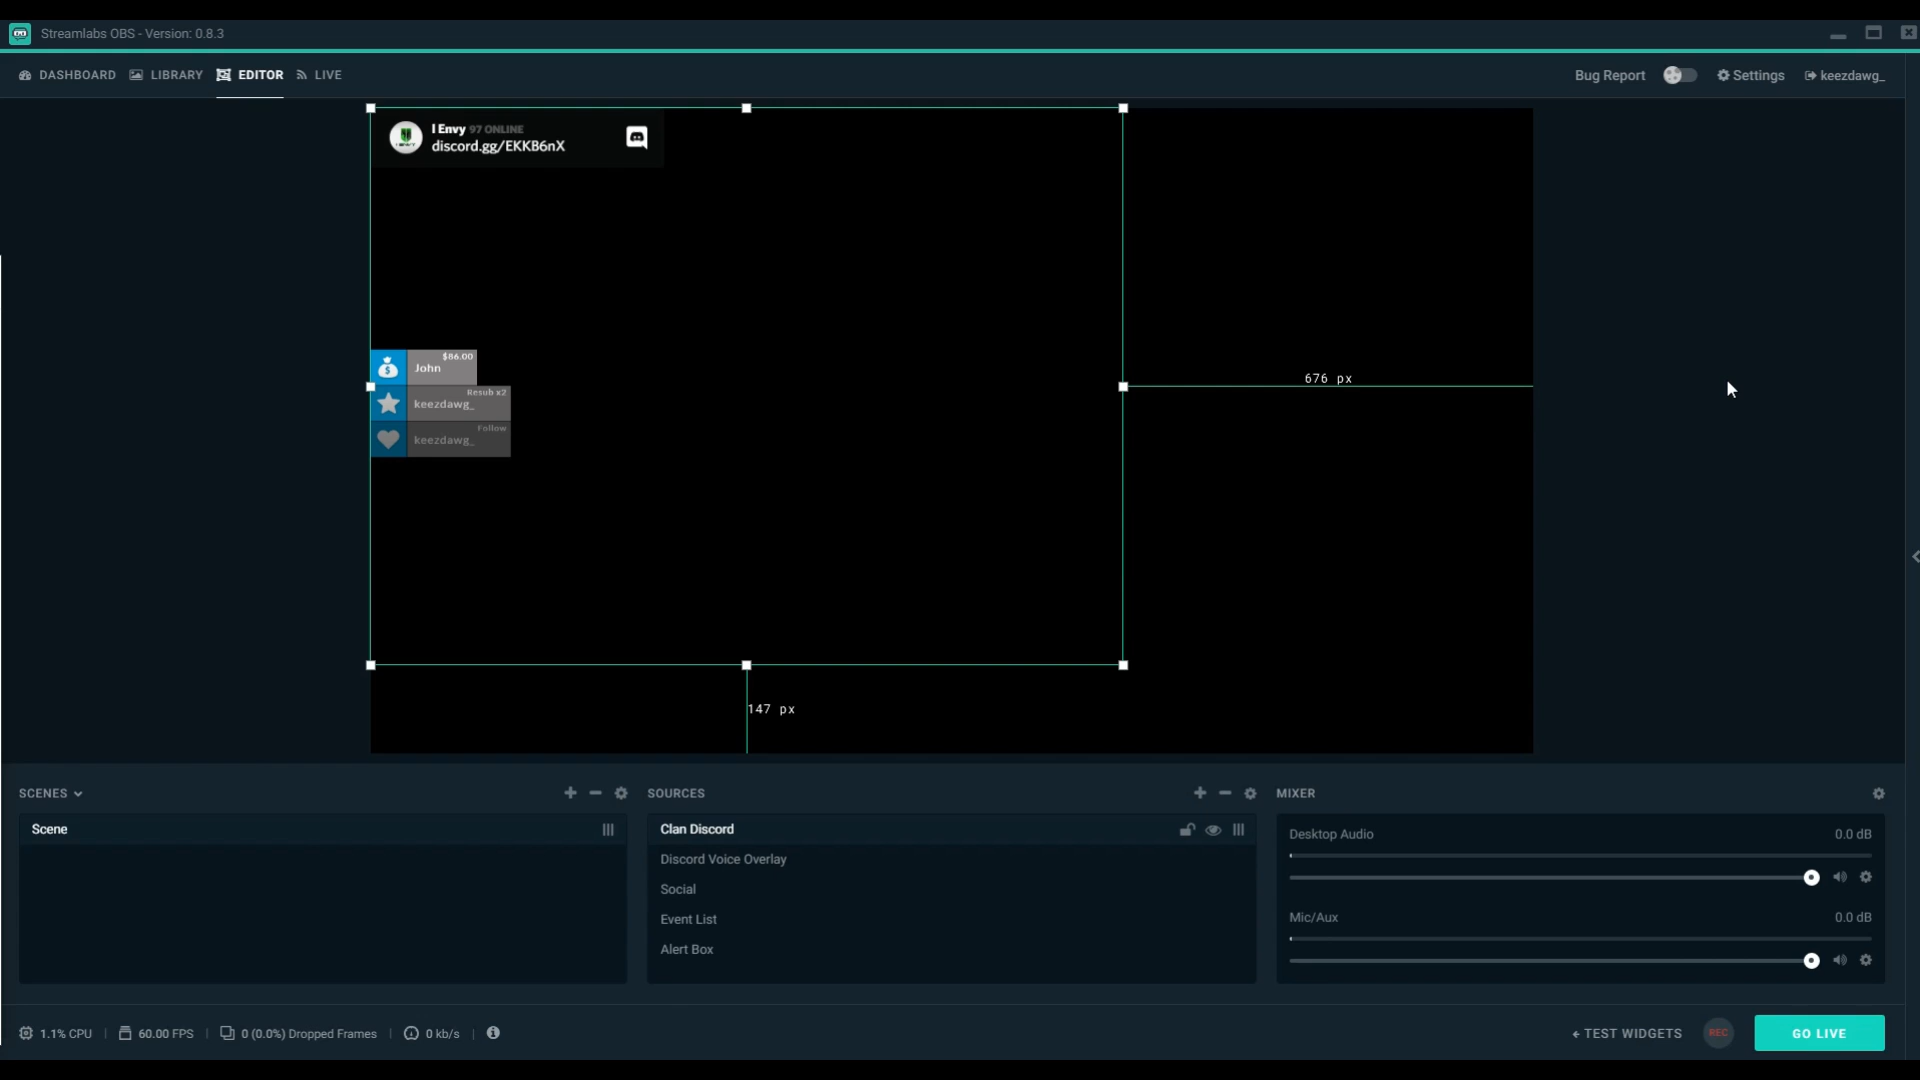 Streamlabs OBS - Version: 0.8.3
DASHBOARD LIBRARY EDITOR LIVE
Bug Report Settings keezdawg_
I Envy 97 ONLINE
discord.gg/EKKB6nX
$86.00
John
Resub x2
keezdawg_
Follow
keezdawg_
676 px
147 px
SCENES
Scene
SOURCES
Clan Discord
Discord Voice Overlay
Social
Event List
Alert Box
MIXER
Desktop Audio 0.0 dB
Mic/Aux 0.0 dB
1.1% CPU | 60.00 FPS | 0 (0.0%) Dropped Frames | 0 kb/s |
TEST WIDGETS REC GO LIVE